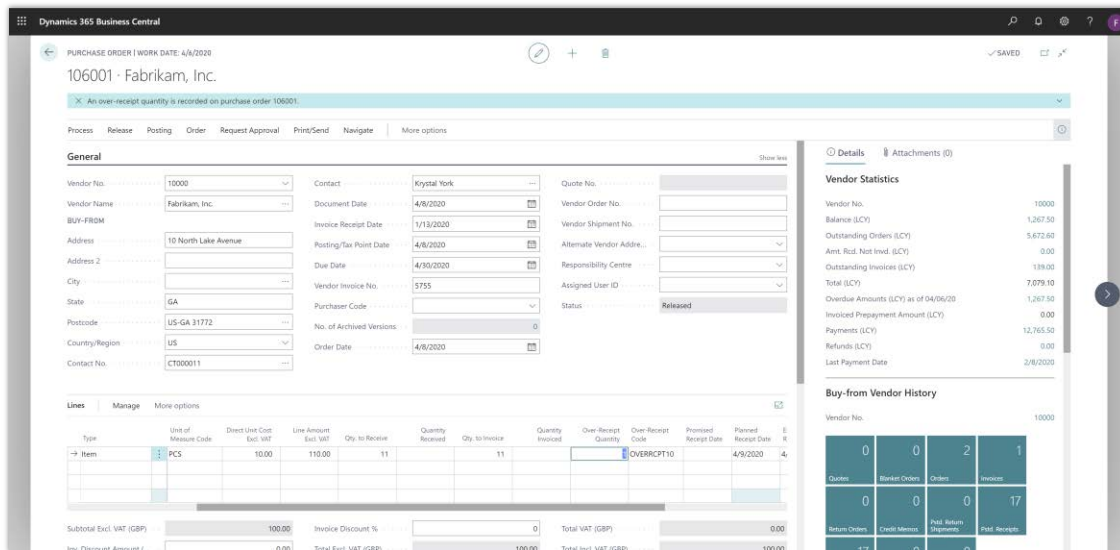 Dynamics 365 Business Central
F
PURCHASE ORDER | WORK DATE: 4/6/2020
SAVED
106001 · Fabrikam, Inc.
An over-receipt quantity is recorded on purchase order 106001.
Process Release Posting Order Request Approval Print/Send Navigate More options
General Show less
Vendor No. 10000
Vendor Name Fabrikam, Inc.
BUY-FROM
Address 10 North Lake Avenue
Address 2
City
State GA
Postcode US-GA 31772
Country/Region US
Contact No. CT000011
Contact Krystal York
Document Date 4/8/2020
Invoice Receipt Date 1/13/2020
Posting/Tax Point Date 4/8/2020
Due Date 4/30/2020
Vendor Invoice No. 5755
Purchaser Code
No. of Archived Versions 0
Order Date 4/8/2020
Quote No.
Vendor Order No.
Vendor Shipment No.
Alternate Vendor Addre...
Responsibility Centre
Assigned User ID
Status Released
Lines Manage More options
Type Unit of Measure Code Direct Unit Cost Excl. VAT Line Amount Excl. VAT Qty. to Receive Quantity Received Qty. to Invoice Quantity Invoiced Over-Receipt Quantity Over-Receipt Code Promised Receipt Date Planned Receipt Date E R
Item PCS 10.00 110.00 11 11 OVERRCPT10 4/9/2020 4/
Subtotal Excl. VAT (GBP) 100.00 Invoice Discount % 0 Total VAT (GBP) 0.00
Inv. Discount Amount ( 0.00 Total Excl. VAT (GBP) 100.00 Total Incl. VAT (GBP) 100.00
Details Attachments (0)
Vendor Statistics
Vendor No. 10000
Balance (LCY) 1,267.50
Outstanding Orders (LCY) 5,672.60
Amt. Rcd. Not Invd. (LCY) 0.00
Outstanding Invoices (LCY) 139.00
Total (LCY) 7,079.10
Overdue Amounts (LCY) as of 04/06/20 1,267.50
Invoiced Prepayment Amount (LCY) 0.00
Payments (LCY) 12,765.50
Refunds (LCY) 0.00
Last Payment Date 2/8/2020
Buy-from Vendor History
Vendor No. 10000
0 0 2 1
Quotes Blanket Orders Orders Invoices
0 0 0 17
Return Orders Credit Memos Pstd. Return Shipments Pstd. Receipts
17 0 0